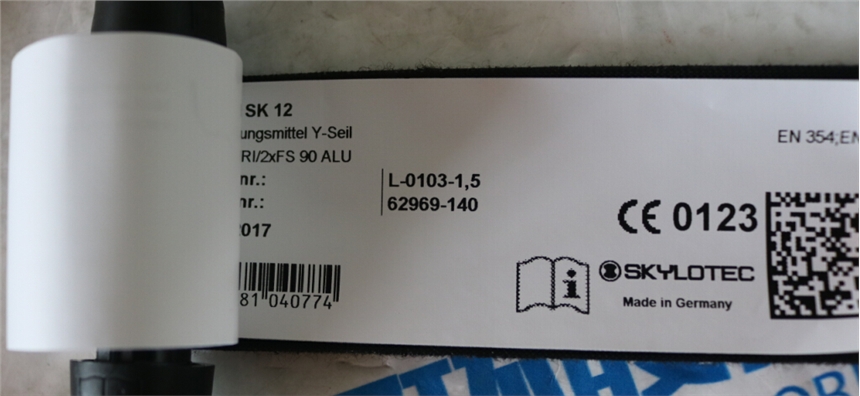 SK 12
ungsmittel Y-Seil
RI/2xFS 90 ALU
nr.: L-0103-1,5
nr.: 62969-140
2017
81 040774
EN 354;EN
CE 0123
i
SKYLOTEC
Made in Germany